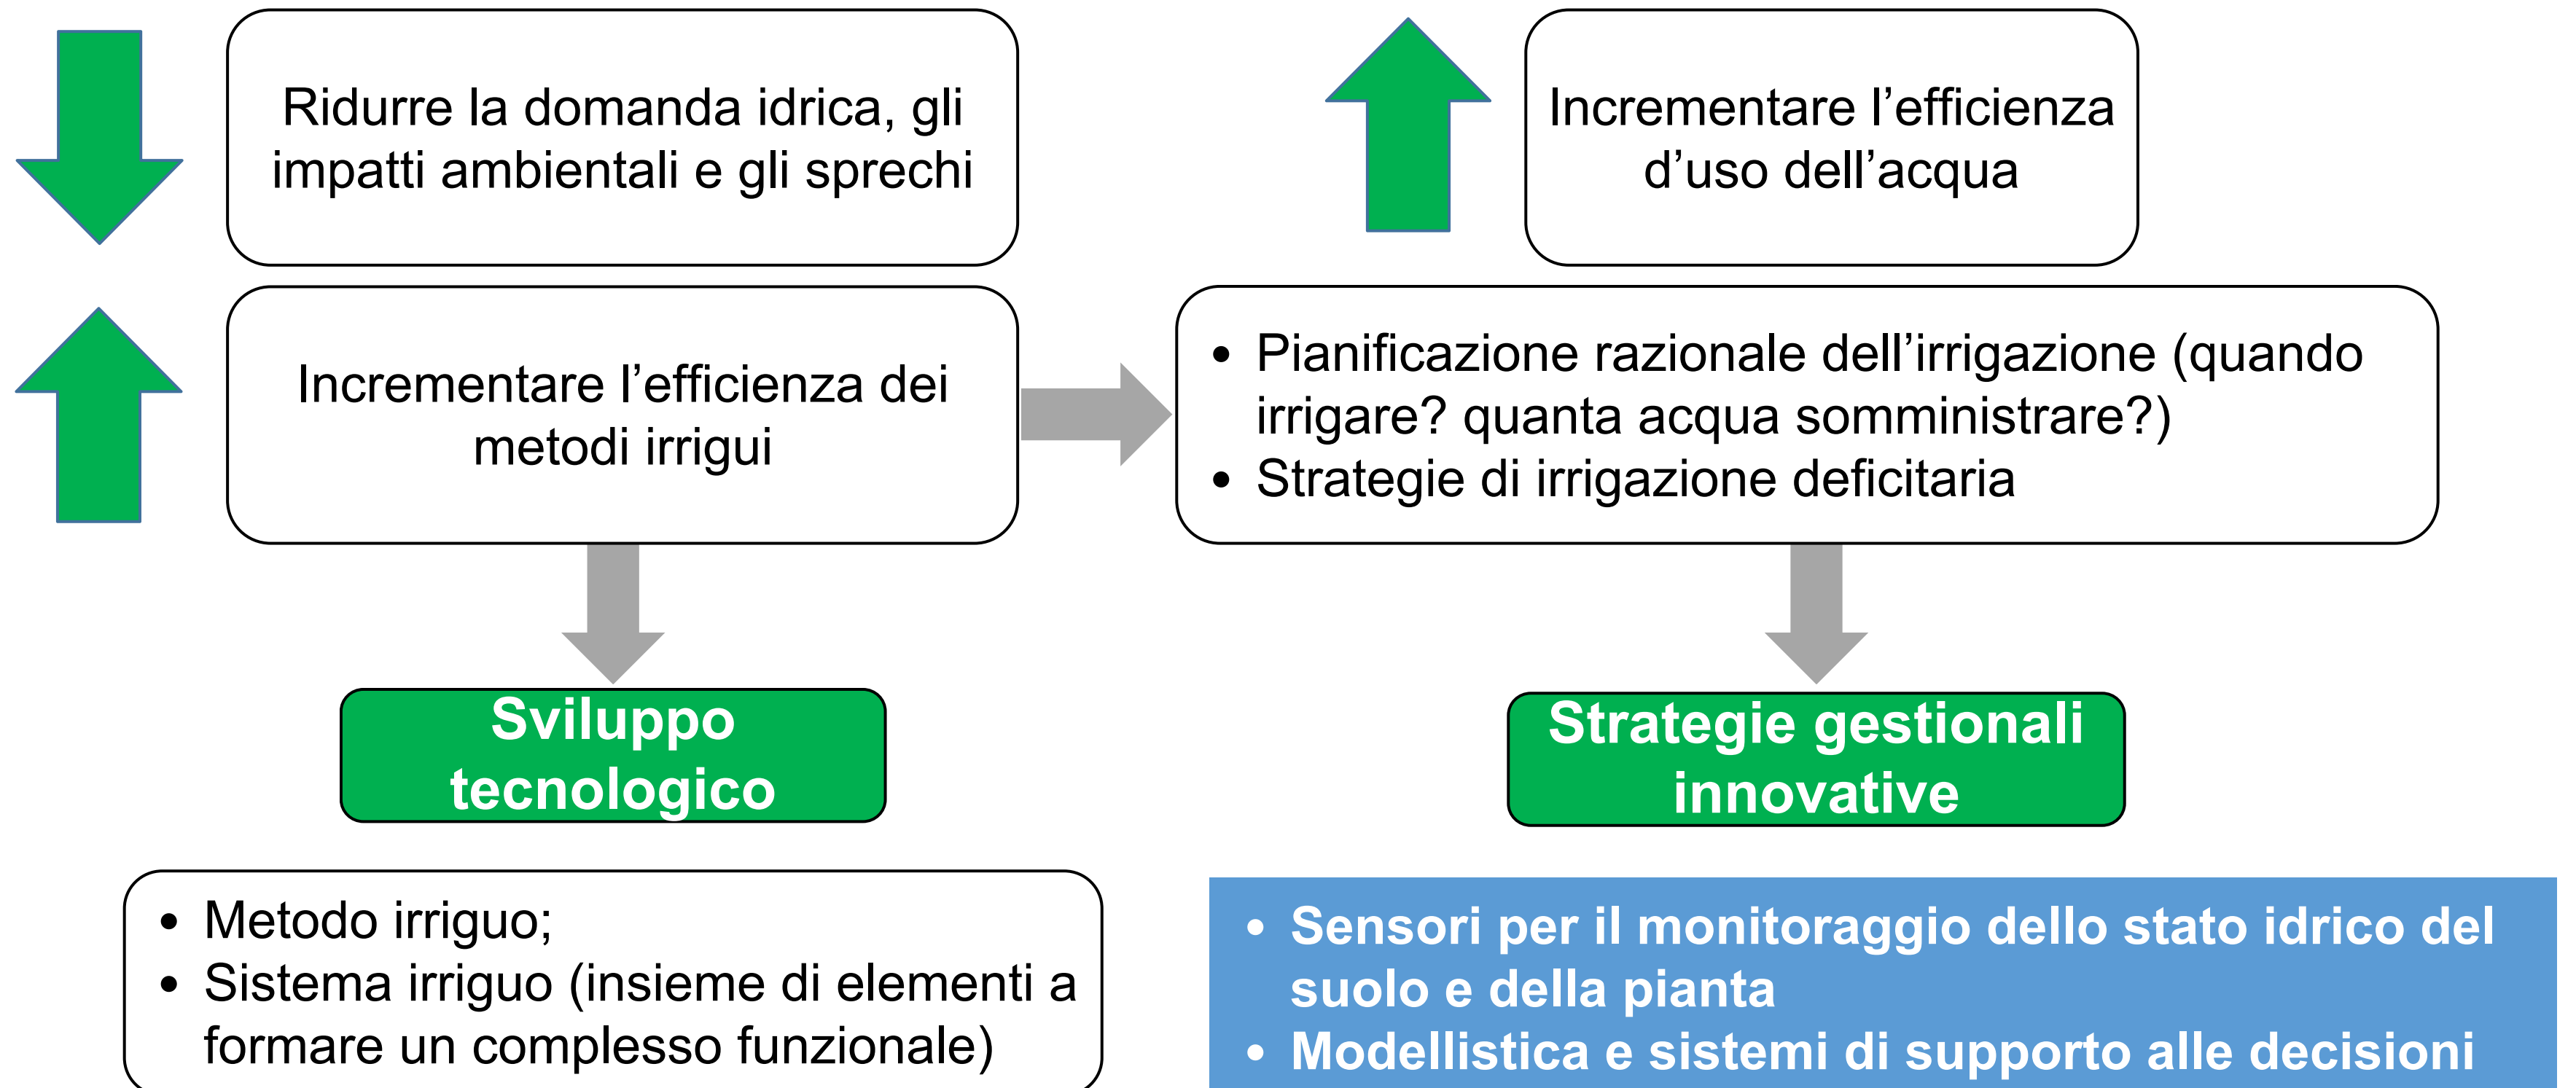 Ridurre la domanda idrica, gli
impatti ambientali e gli sprechi
Incrementare l’efficienza
d’uso dell’acqua
Incrementare l’efficienza dei
metodi irrigui
• Pianificazione razionale dell’irrigazione (quando
irrigare? quanta acqua somministrare?)
• Strategie di irrigazione deficitaria
Sviluppo
tecnologico
Strategie gestionali
innovative
• Metodo irriguo;
• Sistema irriguo (insieme di elementi a
formare un complesso funzionale)
• Sensori per il monitoraggio dello stato idrico del
suolo e della pianta
• Modellistica e sistemi di supporto alle decisioni